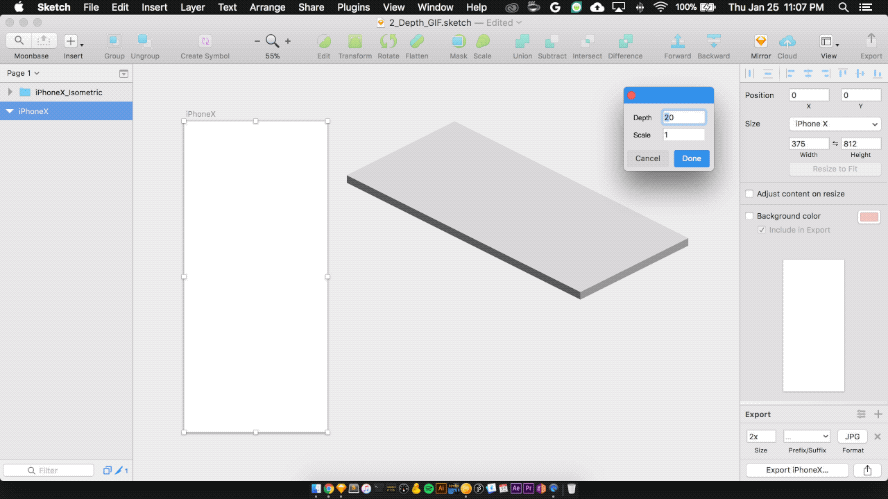 Sketch File Edit Insert Layer Text Arrange Share Plugins View Window Help 100% Thu Jan 25 11:07 PM
2_Depth_GIF.sketch — Edited
Moonbase Insert Group Ungroup Create Symbol 55% Edit Transform Rotate Flatten Mask Scale Union Subtract Intersect Difference Forward Backward Mirror Cloud View Export
Page 1
iPhoneX_Isometric
iPhoneX
iPhoneX
Depth 20
Scale 1
Cancel Done
Position 0 0
X Y
Size iPhone X
375 812
Width Height
Resize to Fit
Adjust content on resize
Background color
Include in Export
Export
2x ... JPG
Size Prefix/Suffix Format
Filter 1
Export iPhoneX...